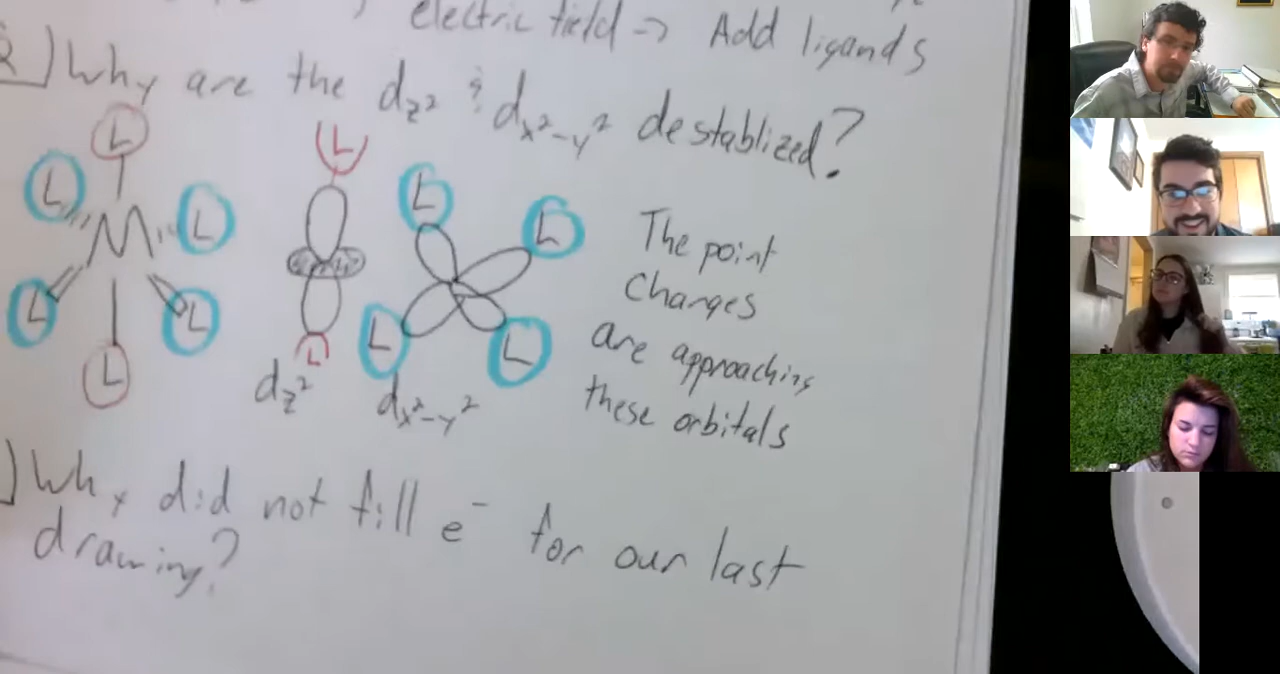 electric field → Add ligands
2] Why are the dz² & dx²-y² destablized?
L
L L
M
L L
L
L
L
L L
L L
dz² dx²-y²
The point
Charges
are approaching
these orbitals
) Why did not fill e⁻ for our last
drawing?